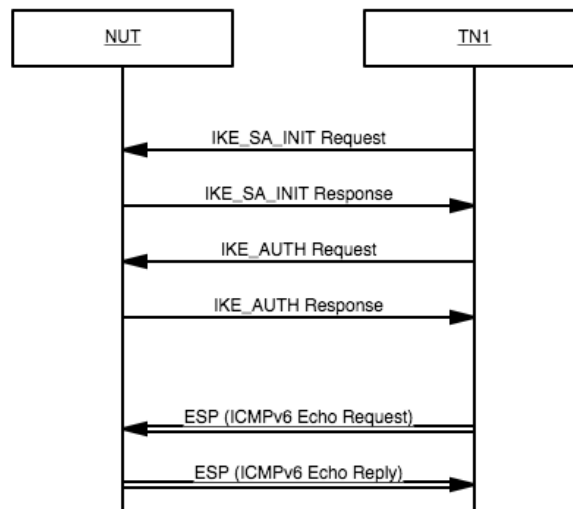 NUT
TN1
IKE_SA_INIT Request
IKE_SA_INIT Response
IKE_AUTH Request
IKE_AUTH Response
ESP (ICMPv6 Echo Request)
ESP (ICMPv6 Echo Reply)